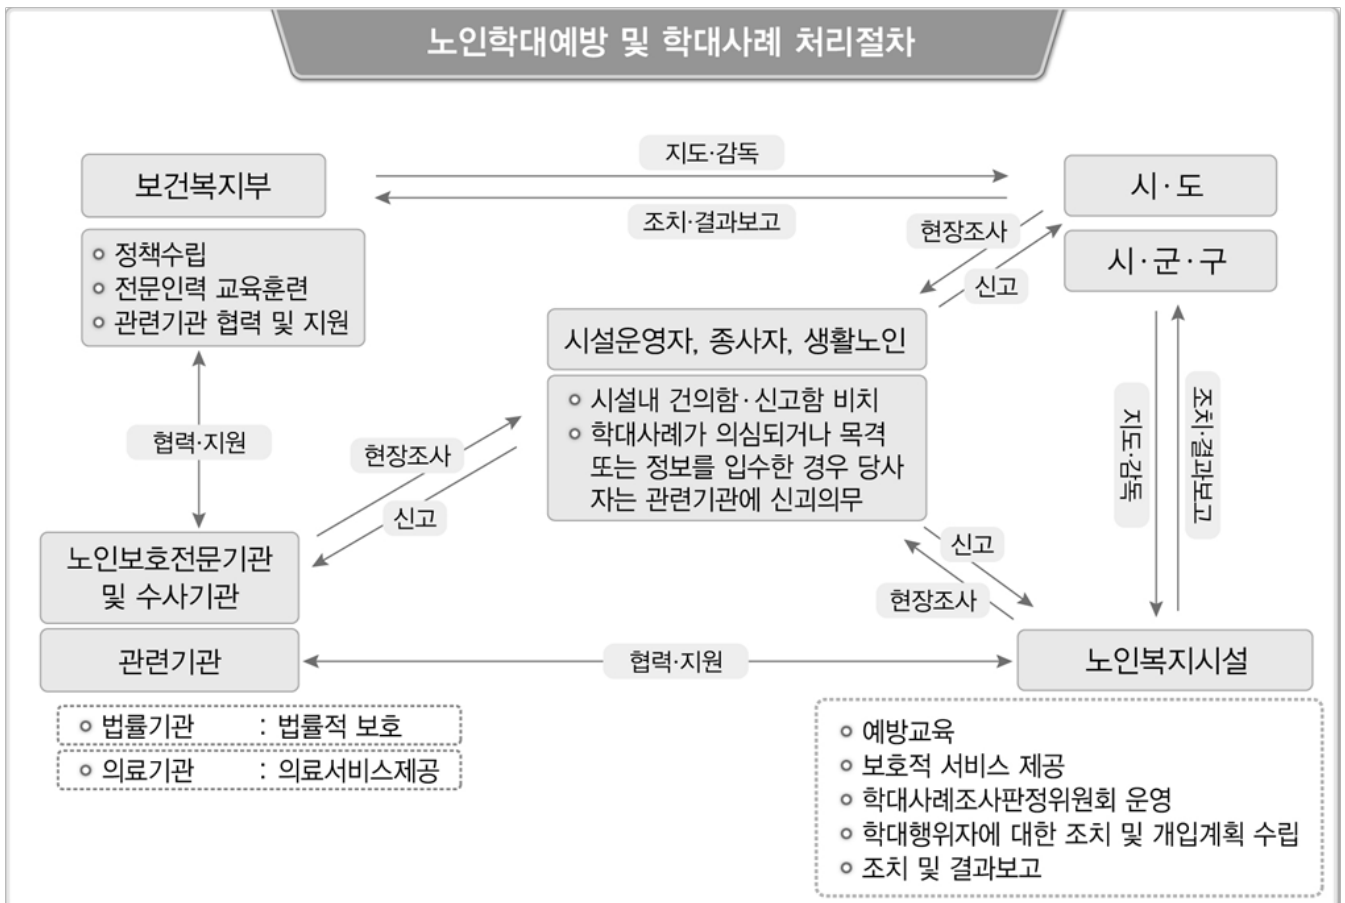 노인학대예방 및 학대사례 처리절차
지도·감독
보건복지부
시·도
조치·결과보고
현장조사
신고
시·군·구
정책수립
전문인력 교육훈련
관련기관 협력 및 지원
시설운영자, 종사자, 생활노인
시설내 건의함·신고함 비치
학대사례가 의심되거나 목격
또는 정보를 입수한 경우 당사
자는 관련기관에 신괴의무
협력·지원
현장조사
신고
지도·감독
조치·결과보고
노인보호전문기관
및 수사기관
신고
현장조사
관련기관
협력·지원
노인복지시설
법률기관 : 법률적 보호
의료기관 : 의료서비스제공
예방교육
보호적 서비스 제공
학대사례조사판정위원회 운영
학대행위자에 대한 조치 및 개입계획 수립
조치 및 결과보고